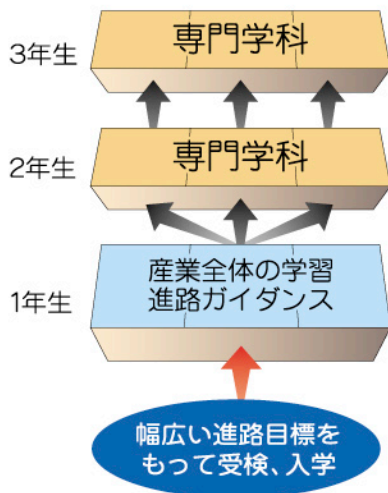 3年生
専門学科
2年生
専門学科
1年生
産業全体の学習
進路ガイダンス
幅広い進路目標を
もって受検、入学